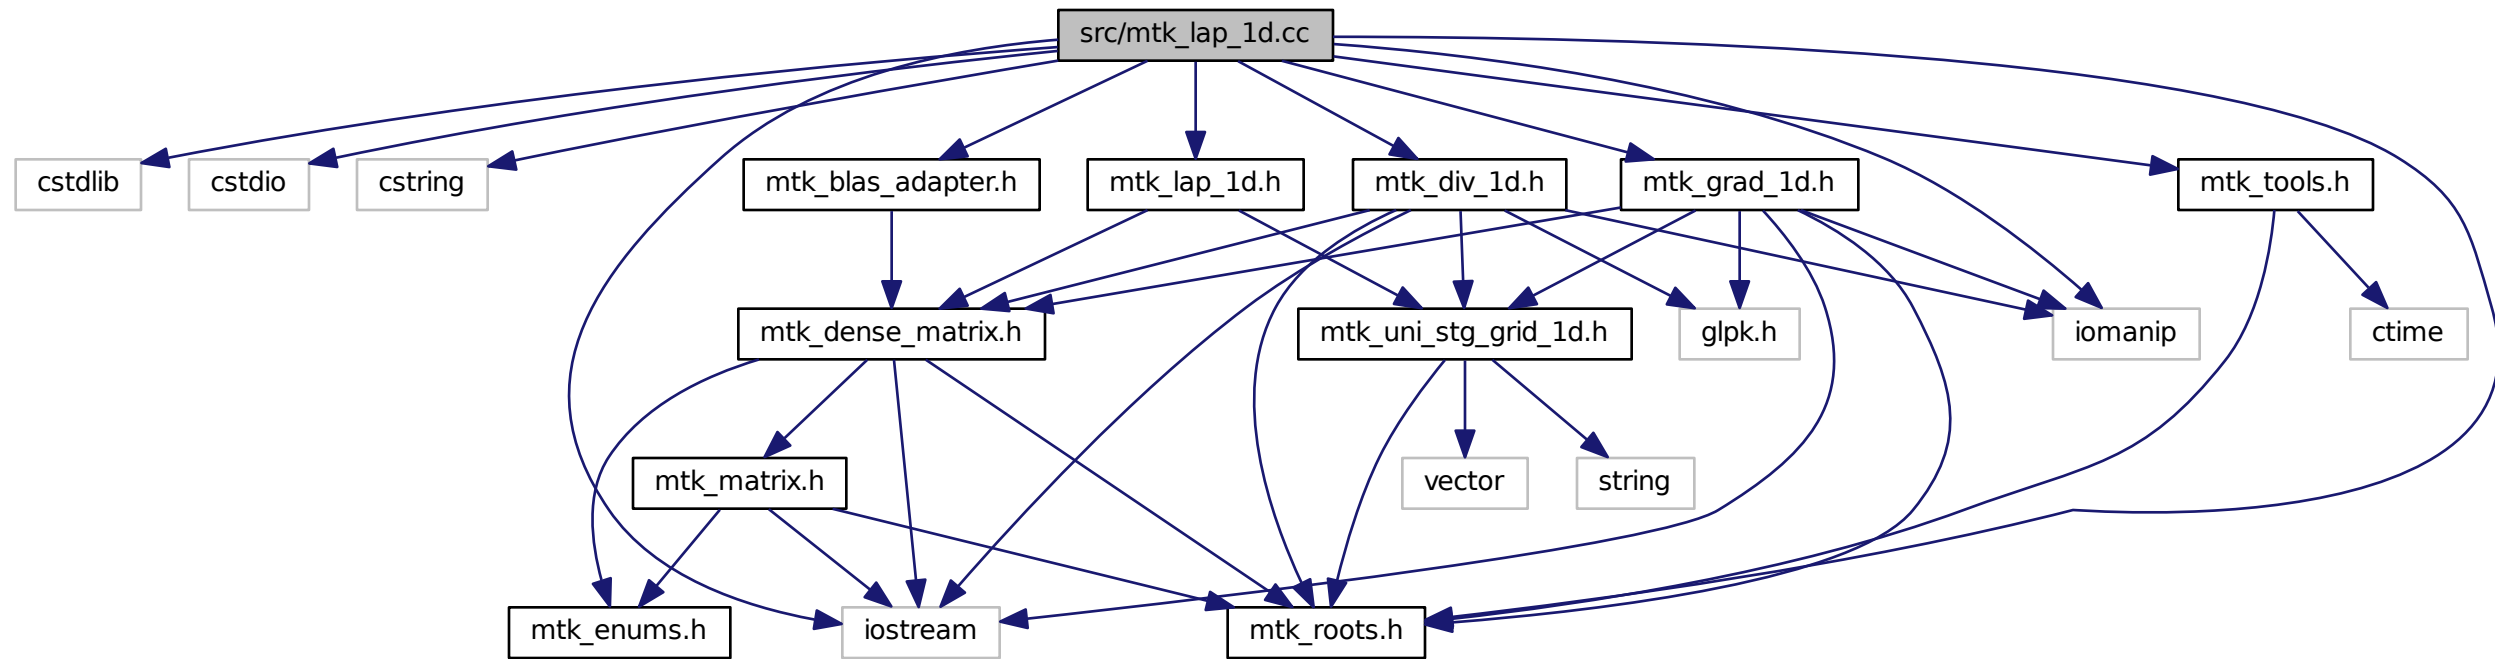 src/mtk_lap_1d.cc
cstdlib
cstdio
cstring
mtk_blas_adapter.h
mtk_lap_1d.h
mtk_div_1d.h
mtk_grad_1d.h
mtk_tools.h
mtk_dense_matrix.h
mtk_uni_stg_grid_1d.h
glpk.h
iomanip
ctime
mtk_matrix.h
vector
string
mtk_enums.h
iostream
mtk_roots.h